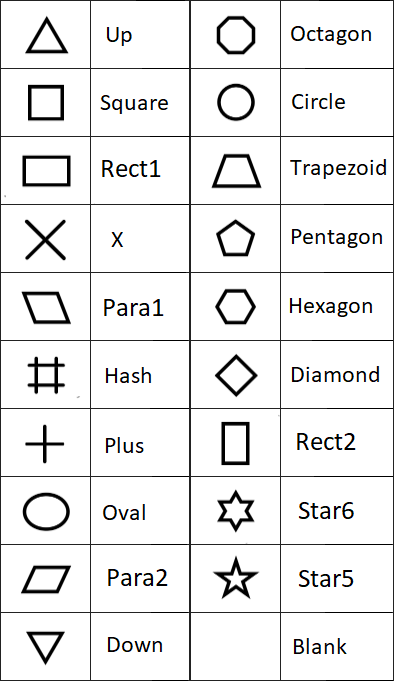 Up Octagon
Square Circle
Rect1 Trapezoid
X Pentagon
Para1 Hexagon
Hash Diamond
Plus Rect2
Oval Star6
Para2 Star5
Down Blank